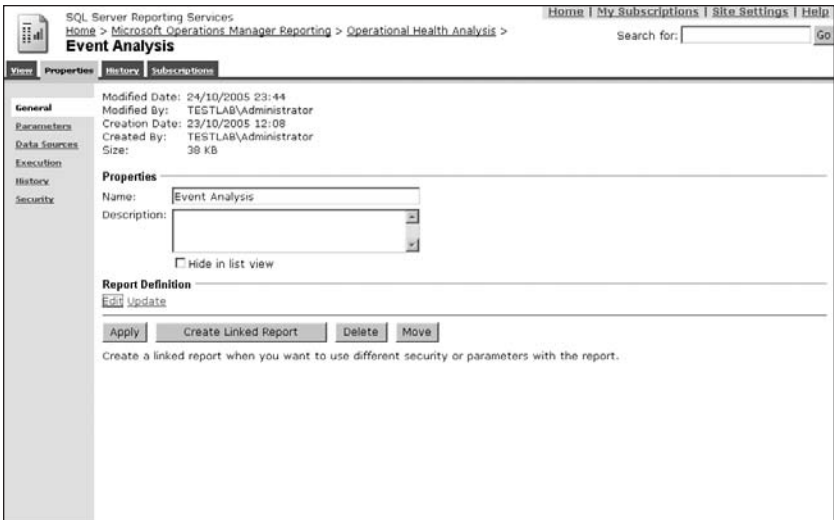 SQL Server Reporting Services
Home | My Subscriptions | Site Settings | Help
Home > Microsoft Operations Manager Reporting > Operational Health Analysis >
Search for: Go
Event Analysis
View Properties History Subscriptions
General
Parameters
Data Sources
Execution
History
Security
Modified Date: 24/10/2005 23:44
Modified By: TESTLAB\Administrator
Creation Date: 23/10/2005 12:08
Created By: TESTLAB\Administrator
Size: 38 KB
Properties
Name: Event Analysis
Description:
Hide in list view
Report Definition
Edit Update
Apply Create Linked Report Delete Move
Create a linked report when you want to use different security or parameters with the report.